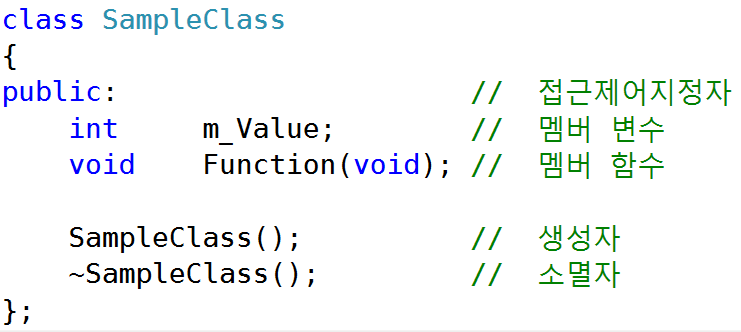 class SampleClass
{
public:                     //  접근제어지정자
    int     m_Value;        //  멤버 변수
    void    Function(void); //  멤버 함수

    SampleClass();          //  생성자
    ~SampleClass();         //  소멸자
};